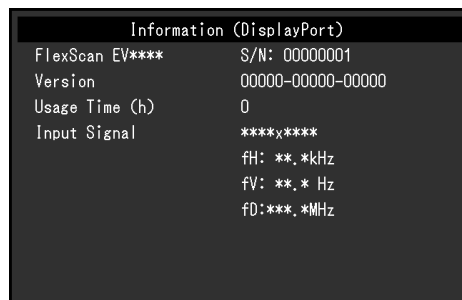 Information (DisplayPort)
FlexScan EV**** S/N: 00000001
Version 00000-00000-00000
Usage Time (h) 0
Input Signal ****x****
fH: **.*kHz
fV: **.* Hz
fD:***.*MHz